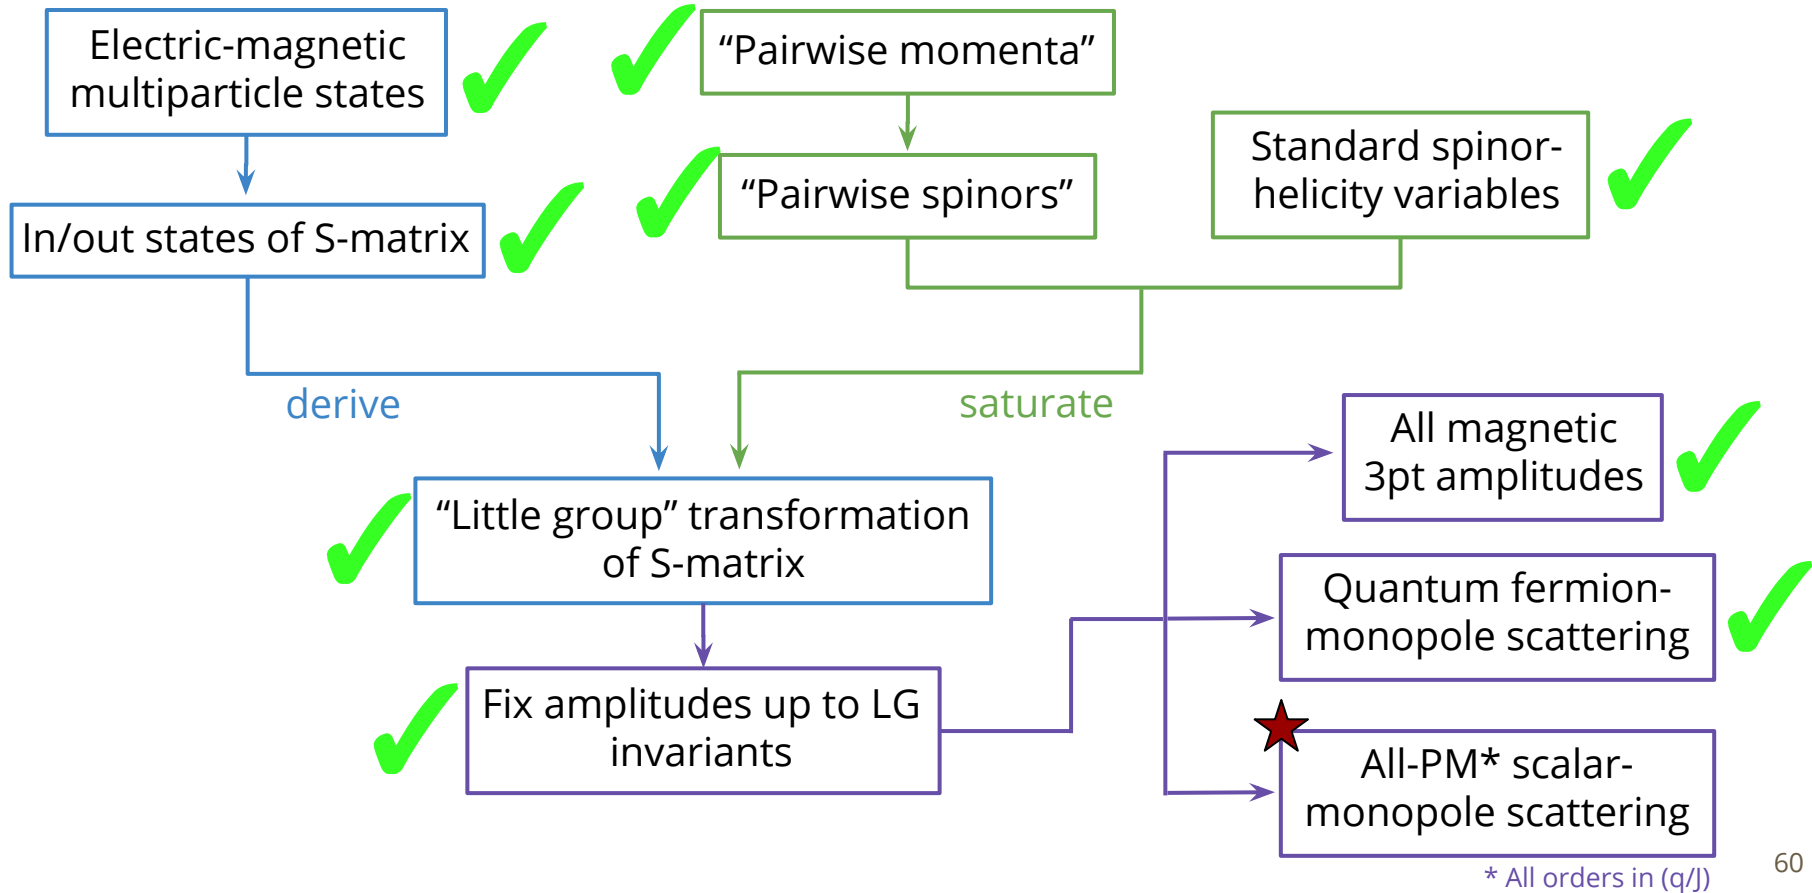 Electric-magnetic
multiparticle states
“Pairwise momenta”
Standard spinor-
helicity variables
“Pairwise spinors”
In/out states of S-matrix
derive
saturate
“Little group” transformation
of S-matrix
Fix amplitudes up to LG
invariants
All magnetic
3pt amplitudes
Quantum fermion-
monopole scattering
All-PM* scalar-
monopole scattering
* All orders in (q/J)
60